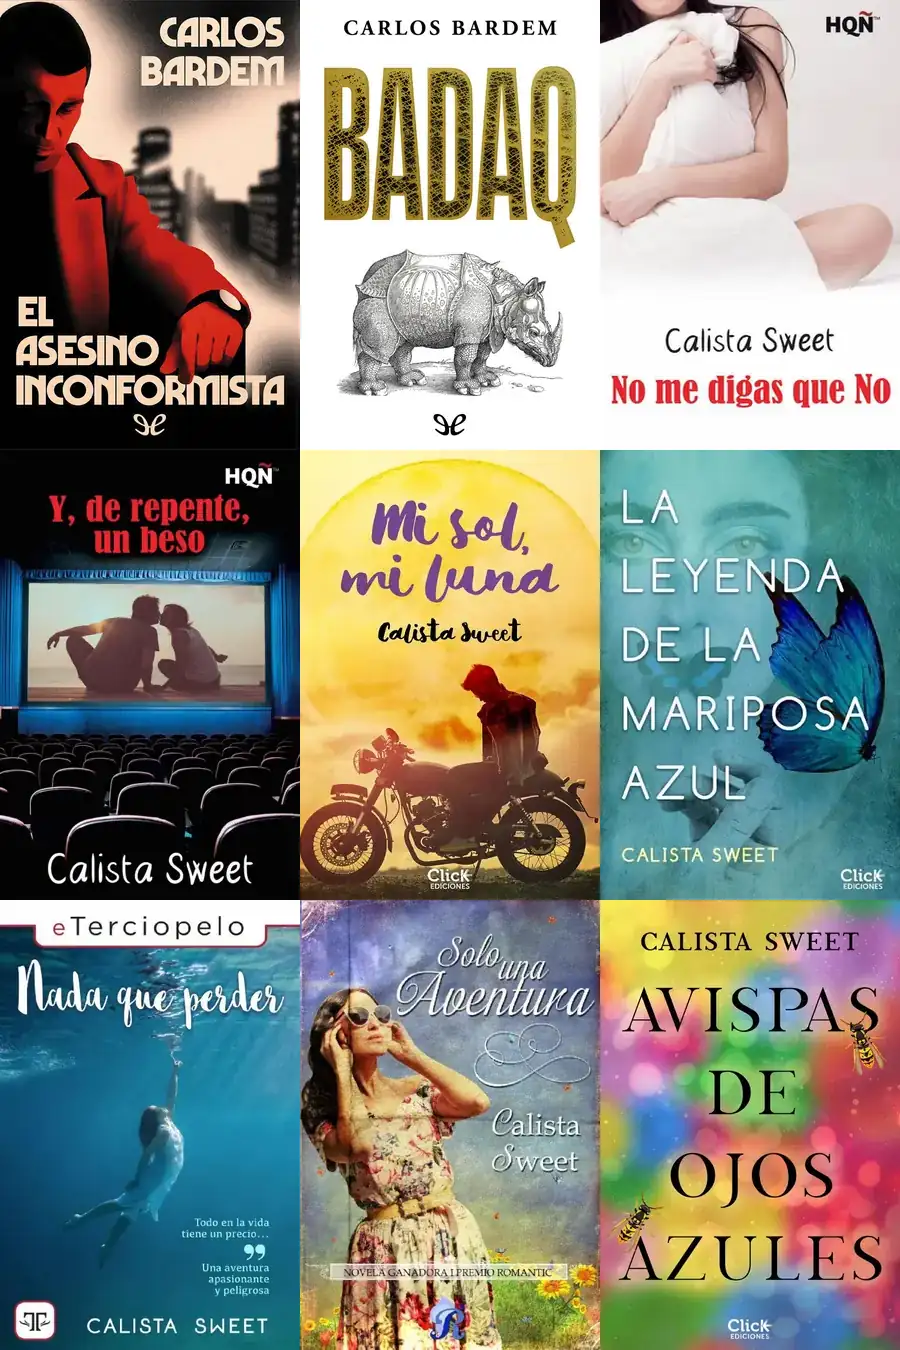 CARLOS
BARDEM
EL
ASESINO
INCONFORMISTA
CARLOS BARDEM
BADAQ
HQÑ™
Calista Sweet
No me digas que No
HQÑ™
Y, de repente,
un beso
Calista Sweet
Mi sol,
mi luna
Calista Sweet
Click
EDICIONES
LA
LEYENDA
DE LA
MARIPOSA
AZUL
CALISTA SWEET
Click
EDICIONES
eTerciopelo
Nada que perder
Todo en la vida
tiene un precio...
”
Una aventura
apasionante
y peligrosa
CALISTA SWEET
Solo una
Aventura
Calista
Sweet
NOVELA GANADORA I PREMIO ROMANTIC
R
CALISTA SWEET
AVISPAS
DE
OJOS
AZULES
Click
EDICIONES